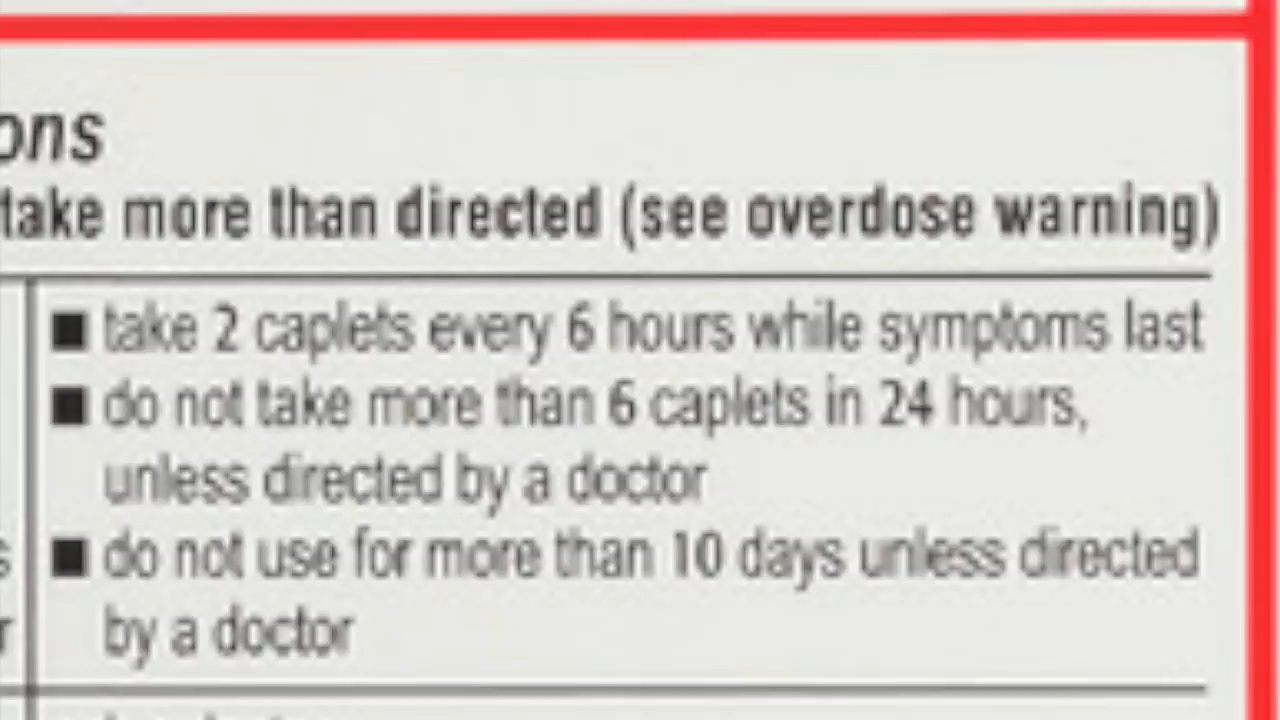 ons
take more than directed (see overdose warning)
■ take 2 caplets every 6 hours while symptoms last
■ do not take more than 6 caplets in 24 hours,
unless directed by a doctor
s ■ do not use for more than 10 days unless directed
r by a doctor